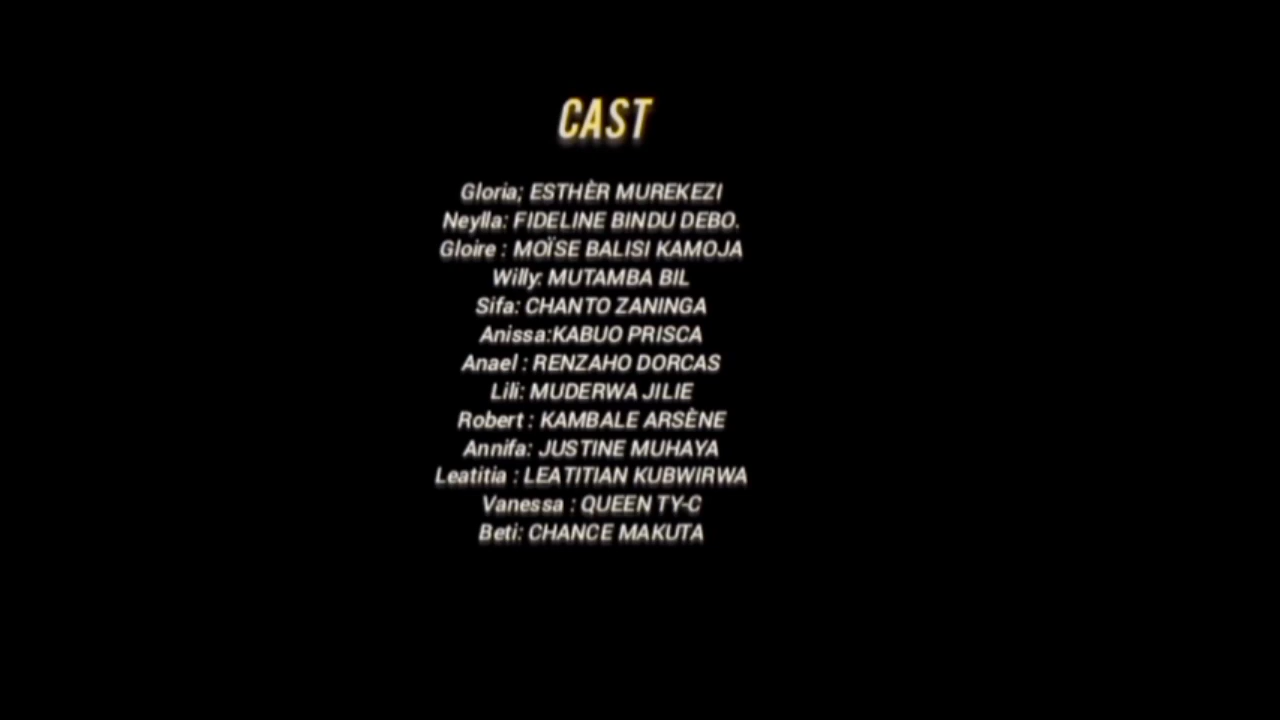 CAST
Gloria; ESTHÈR MUREKEZI
Neylla: FIDELINE BINDU DEBO.
Gloire : MOÏSE BALISI KAMOJA
Willy: MUTAMBA BIL
Sifa: CHANTO ZANINGA
Anissa:KABUO PRISCA
Anael : RENZAHO DORCAS
Lili: MUDERWA JILIE
Robert : KAMBALE ARSÈNE
Annifa: JUSTINE MUHAYA
Leatitia : LEATITIAN KUBWIRWA
Vanessa : QUEEN TY-C
Beti: CHANCE MAKUTA